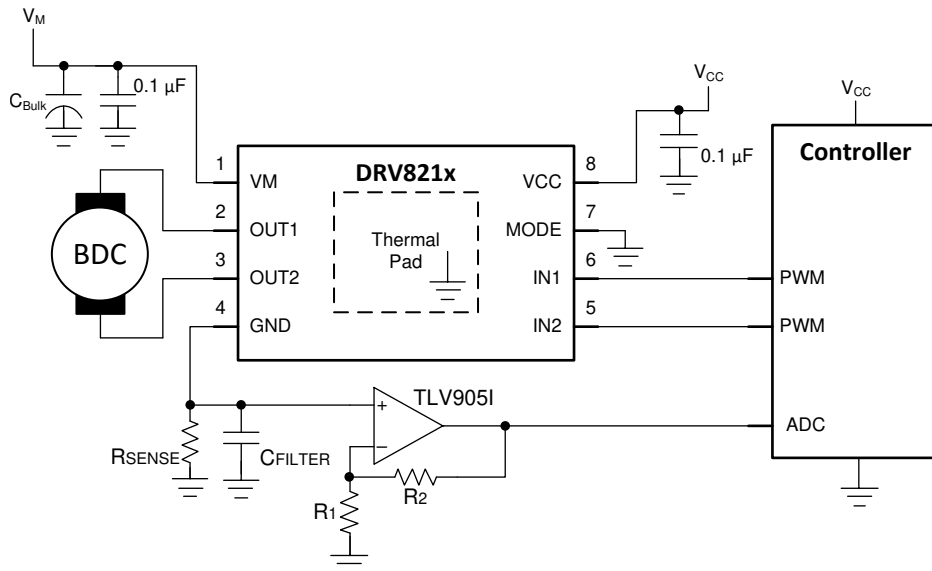 VM
CBulk
0.1 µF
VCC
0.1 µF
VCC
Controller
DRV821x
1
VM
2
OUT1
3
OUT2
4
GND
Thermal
Pad
8
VCC
7
MODE
6
IN1
5
IN2
BDC
PWM
PWM
ADC
TLV905I
+
−
RSENSE
CFILTER
R2
R1